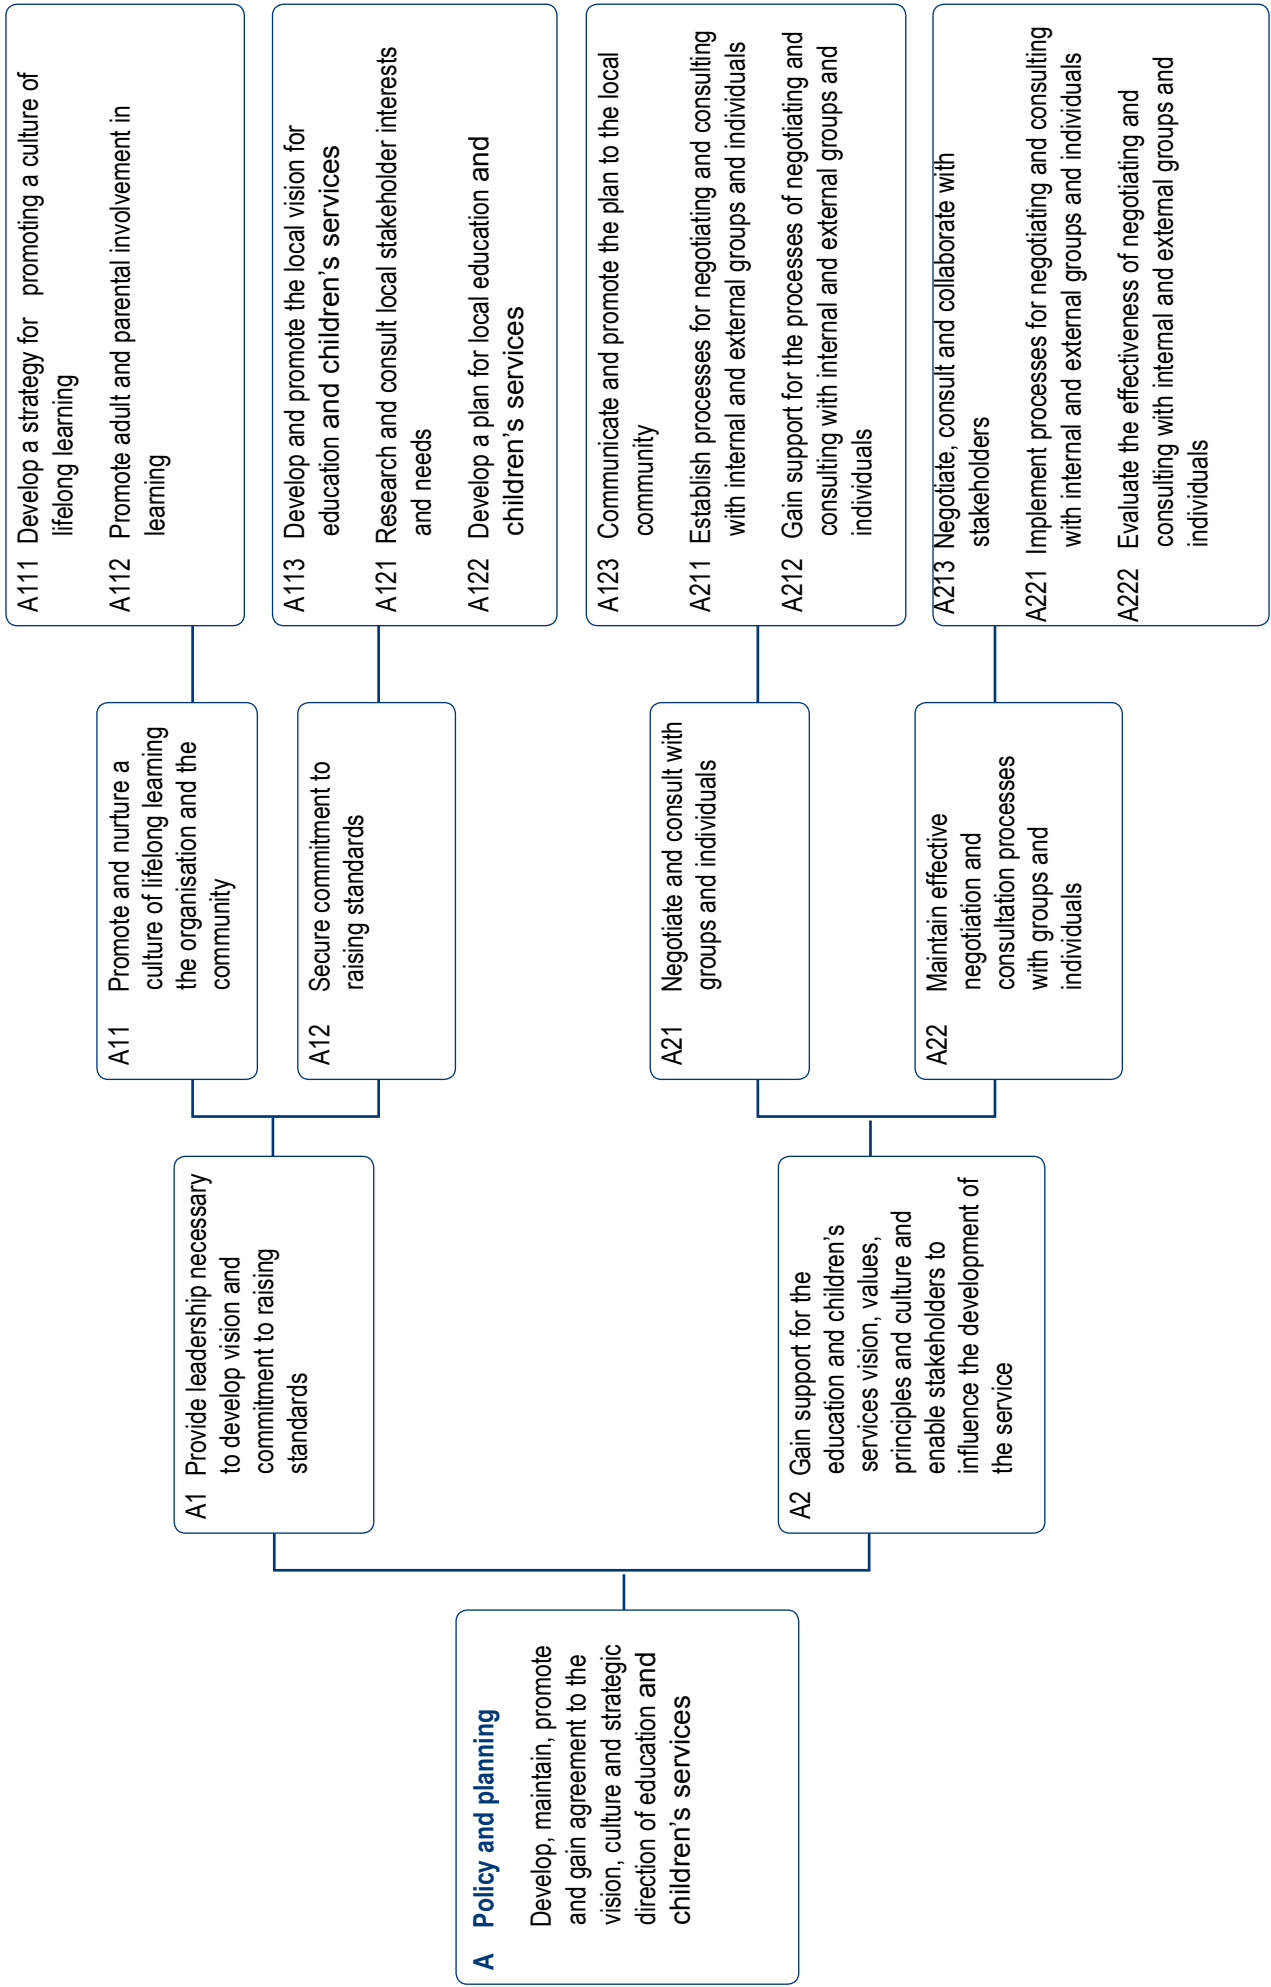 A Policy and planning
Develop, maintain, promote
and gain agreement to the
vision, culture and strategic
direction of education and
children’s services
A1 Provide leadership necessary
to develop vision and
commitment to raising
standards
A2 Gain support for the
education and children’s
services vision, values,
principles and culture and
enable stakeholders to
influence the development of
the service
A11 Promote and nurture a
culture of lifelong learning
the organisation and the
community
A12 Secure commitment to
raising standards
A21 Negotiate and consult with
groups and individuals
A22 Maintain effective
negotiation and
consultation processes
with groups and
individuals
A111 Develop a strategy for promoting a culture of
lifelong learning
A112 Promote adult and parental involvement in
learning
A113 Develop and promote the local vision for
education and children’s services
A121 Research and consult local stakeholder interests
and needs
A122 Develop a plan for local education and
children’s services
A123 Communicate and promote the plan to the local
community
A211 Establish processes for negotiating and consulting
with internal and external groups and individuals
A212 Gain support for the processes of negotiating and
consulting with internal and external groups and
individuals
A213 Negotiate, consult and collaborate with
stakeholders
A221 Implement processes for negotiating and consulting
with internal and external groups and individuals
A222 Evaluate the effectiveness of negotiating and
consulting with internal and external groups and
individuals